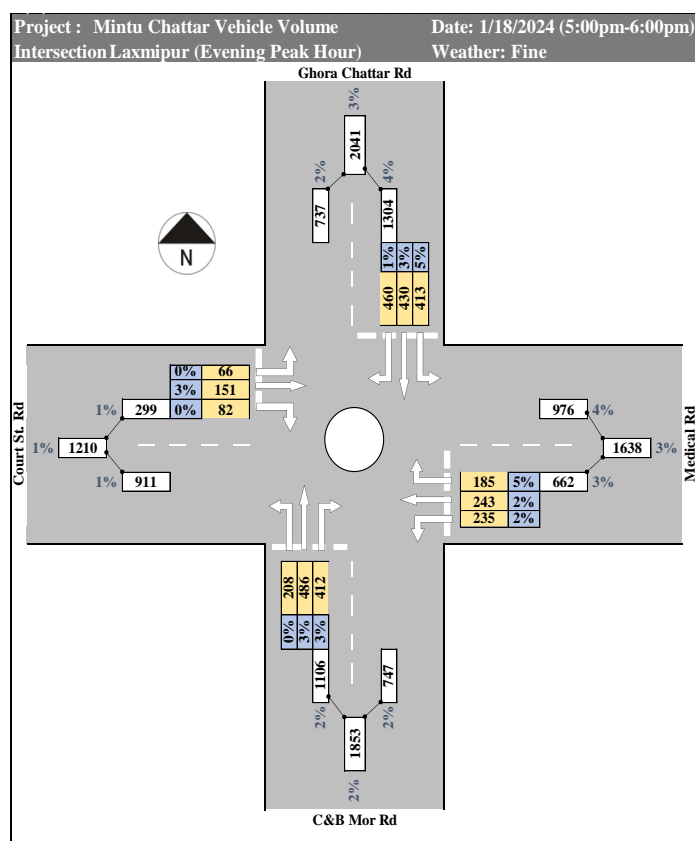 Project : Mintu Chattar Vehicle Volume Date: 1/18/2024 (5:00pm-6:00pm)
Intersection Laxmipur (Evening Peak Hour) Weather: Fine
Ghora Chattar Rd
3%
2041
2% 4%
737 1304
1% 3% 5%
460 430 413
N
0% 66
3% 151
1% 299 0% 82
1% 1210
1% 911
Court St. Rd
976 4%
1638 3%
185 5% 662 3%
243 2%
235 2%
Medical Rd
208 486 412
0% 3% 3%
1106 747
2% 2%
1853
2%
C&B Mor Rd